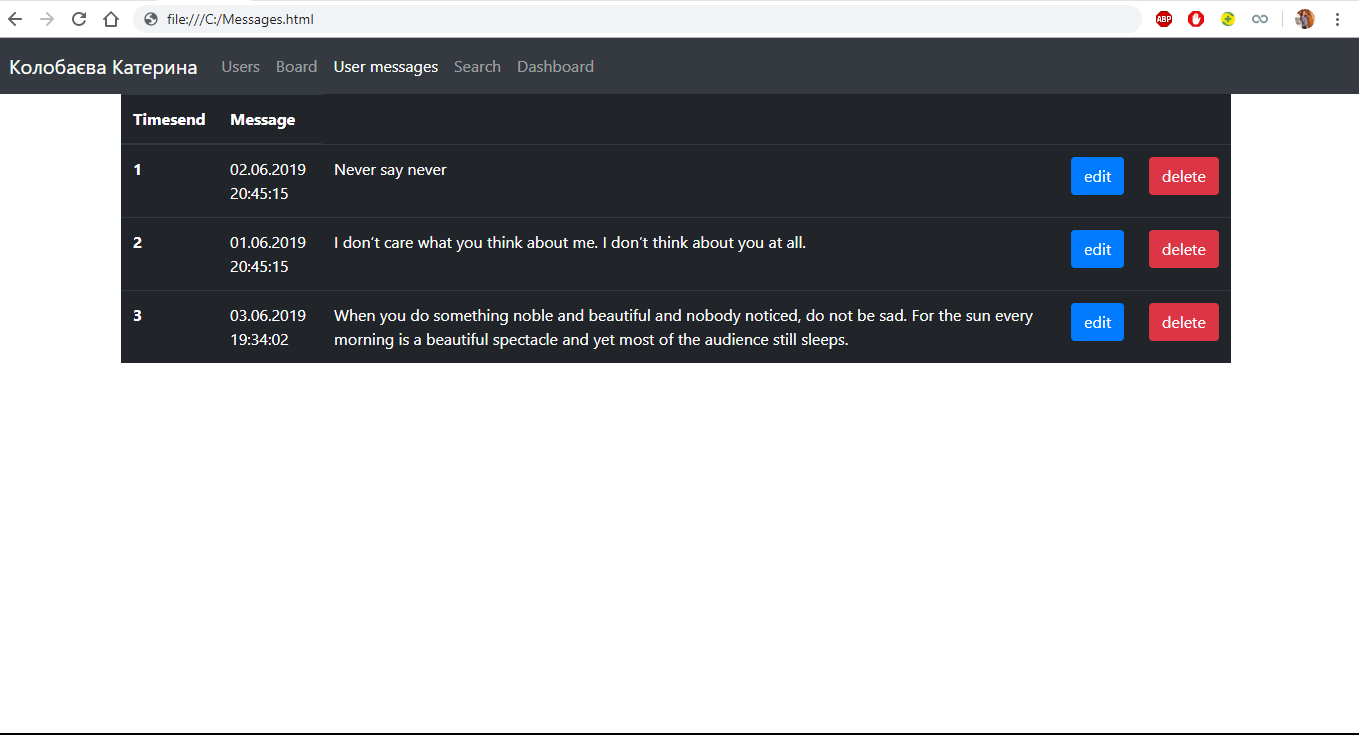 file:///C:/Messages.html
ABP
Колобаєва Катерина Users Board User messages Search Dashboard
Timesend Message
1 02.06.2019 Never say never edit delete
20:45:15
2 01.06.2019 I don’t care what you think about me. I don’t think about you at all. edit delete
20:45:15
3 03.06.2019 When you do something noble and beautiful and nobody noticed, do not be sad. For the sun every edit delete
19:34:02 morning is a beautiful spectacle and yet most of the audience still sleeps.